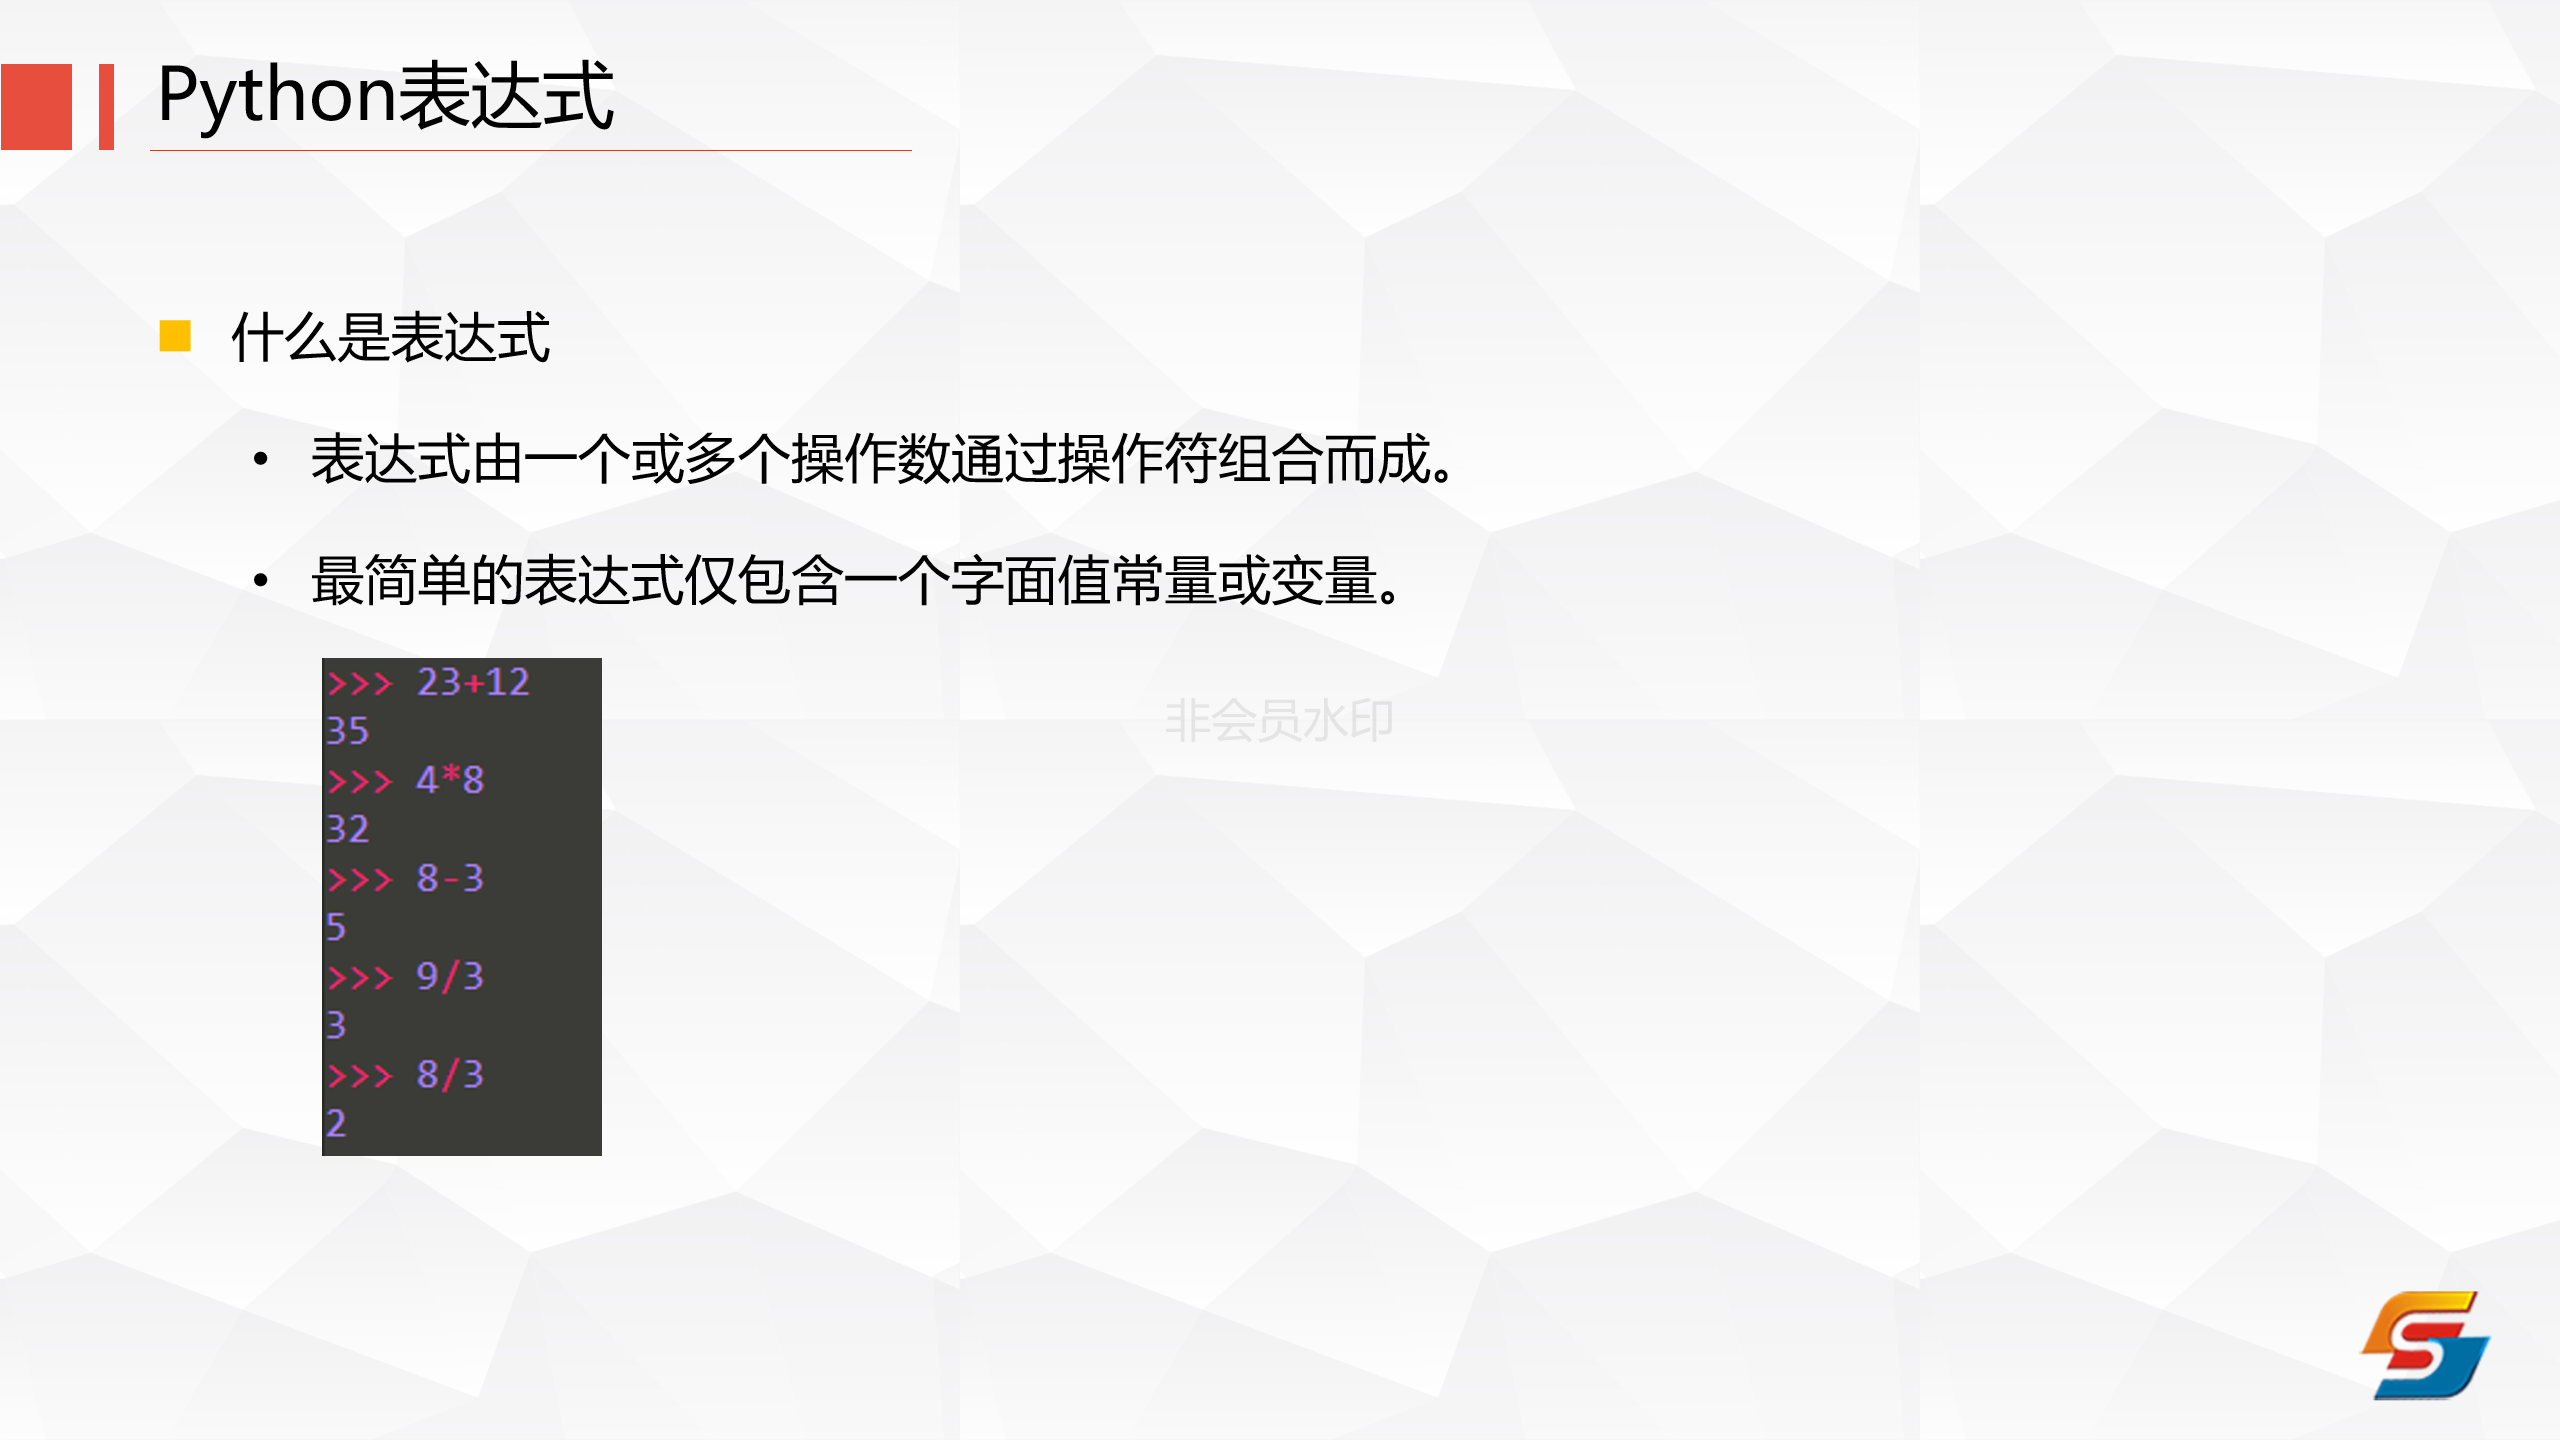 Python表达式
什么是表达式
• 表达式由一个或多个操作数通过操作符组合而成。
• 最简单的表达式仅包含一个字面值常量或变量。
>>> 23+12
35
>>> 4*8
32
>>> 8-3
5
>>> 9/3
3
>>> 8/3
2
非会员水印